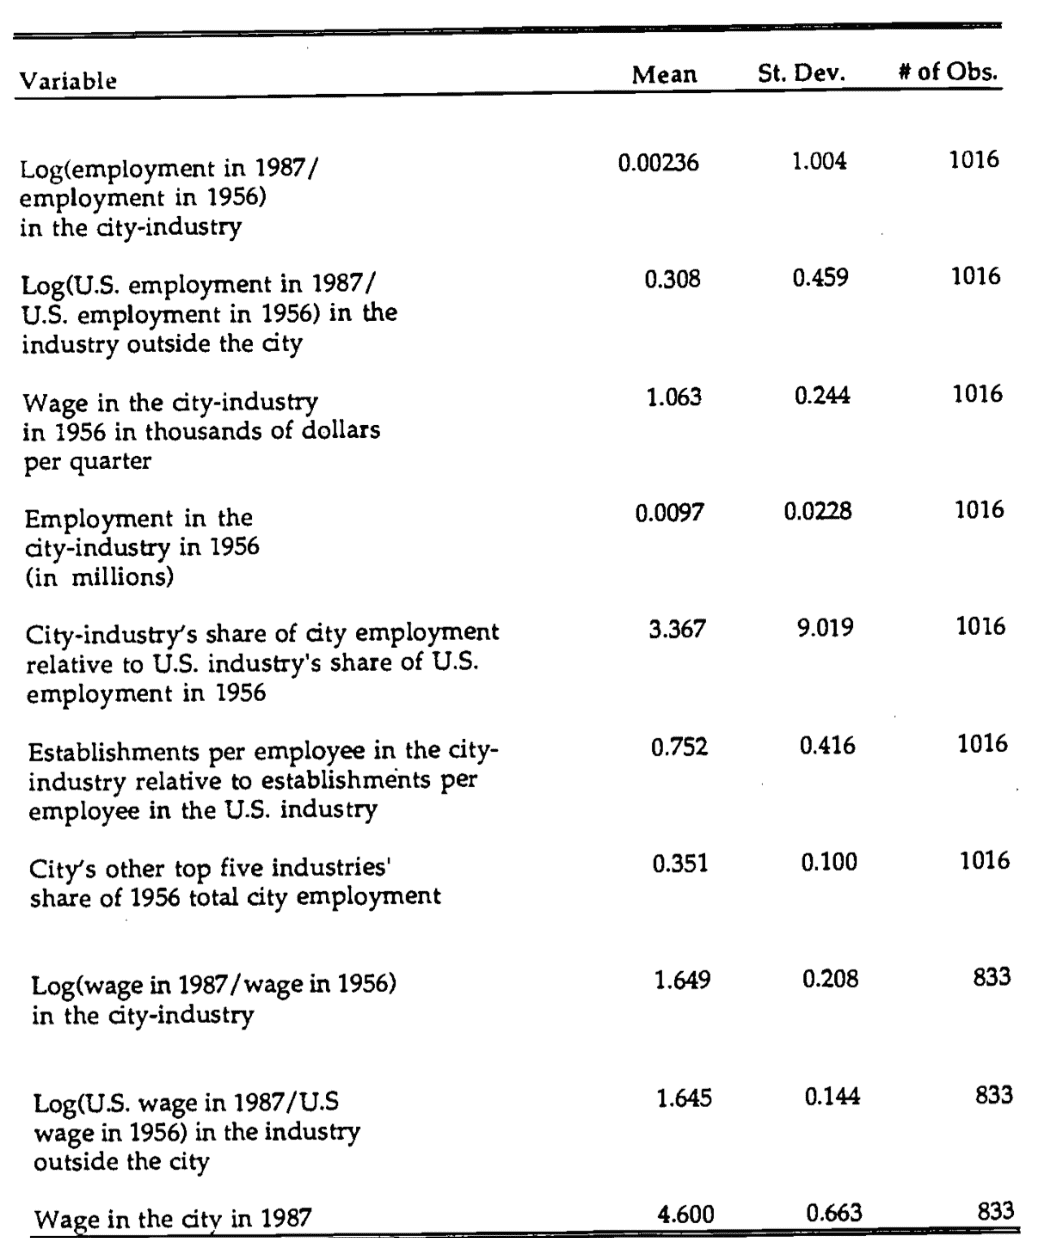 Variable Mean St. Dev. # of Obs.
Log(employment in 1987/ 0.00236 1.004 1016
employment in 1956)
in the city-industry
Log(U.S. employment in 1987/ 0.308 0.459 1016
U.S. employment in 1956) in the
industry outside the city
Wage in the city-industry 1.063 0.244 1016
in 1956 in thousands of dollars
per quarter
Employment in the 0.0097 0.0228 1016
city-industry in 1956
(in millions)
City-industry's share of city employment 3.367 9.019 1016
relative to U.S. industry's share of U.S.
employment in 1956
Establishments per employee in the city- 0.752 0.416 1016
industry relative to establishments per
employee in the U.S. industry
City's other top five industries' 0.351 0.100 1016
share of 1956 total city employment
Log(wage in 1987/wage in 1956) 1.649 0.208 833
in the city-industry
Log(U.S. wage in 1987/U.S 1.645 0.144 833
wage in 1956) in the industry
outside the city
Wage in the city in 1987 4.600 0.663 833